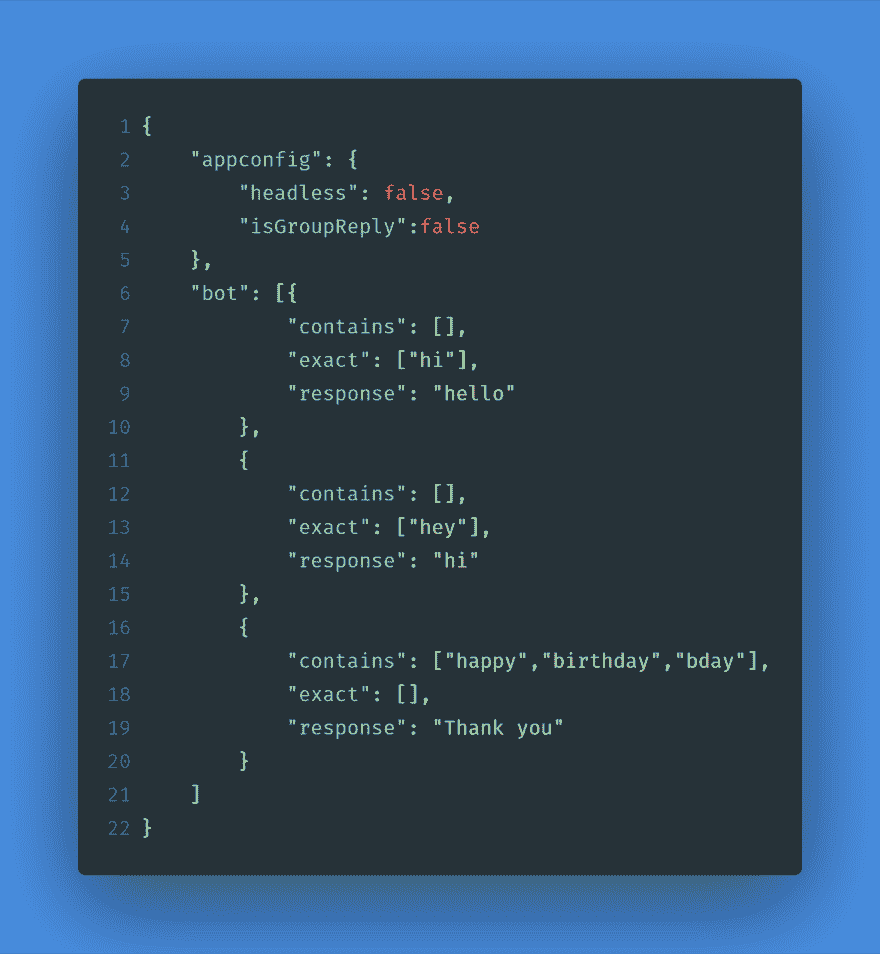 1 {
2     "appconfig": {
3         "headless": false,
4         "isGroupReply":false
5     },
6     "bot": [{
7             "contains": [],
8             "exact": ["hi"],
9             "response": "hello"
10         },
11         {
12             "contains": [],
13             "exact": ["hey"],
14             "response": "hi"
15         },
16         {
17             "contains": ["happy","birthday","bday"],
18             "exact": [],
19             "response": "Thank you"
20         }
21     ]
22 }